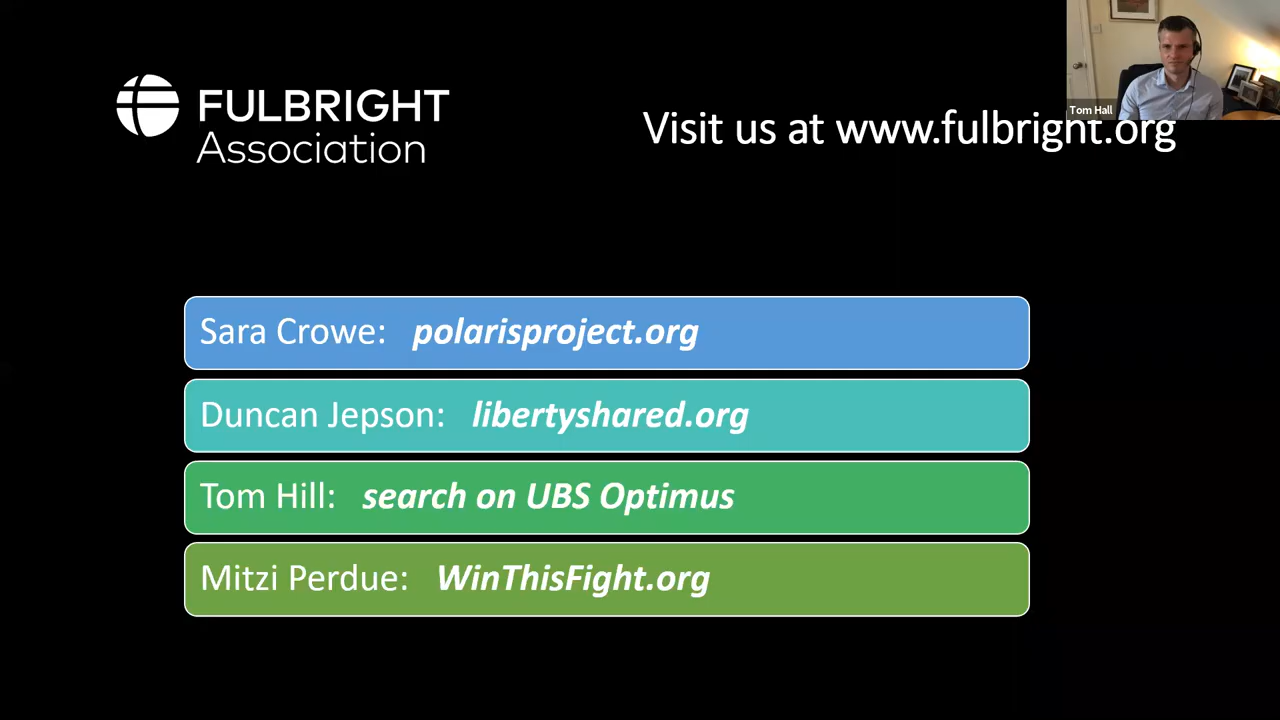 FULBRIGHT
Association
Visit us at www.fulbright.org
Tom Hall
Sara Crowe: polarisproject.org
Duncan Jepson: libertyshared.org
Tom Hill: search on UBS Optimus
Mitzi Perdue: WinThisFight.org